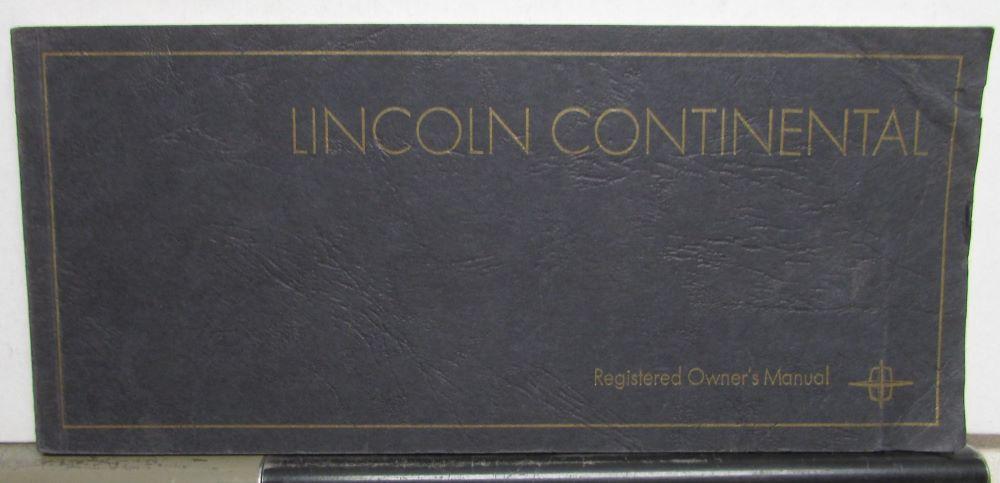 LINCOLN CONTINENTAL
Registered Owner's Manual